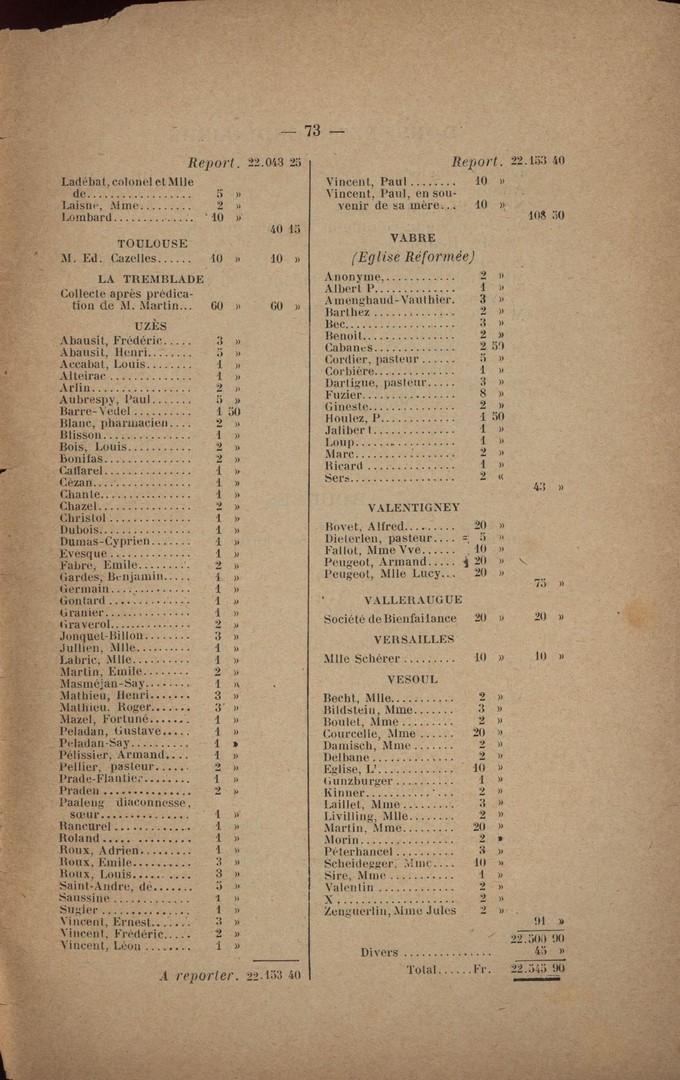 — 73 —
Report. 22.043 25
Ladébat, colonel et Mlle
de................. 5 »
Laisne, Mme......... 2 »
Lombard............. 10 »
40 15
TOULOUSE
M. Ed. Cazelles...... 10 » 10 »
LA TREMBLADE
Collecte après prédica-
tion de M. Martin... 60 » 60 »
UZÈS
Abausit, Frédéric..... 3 »
Abausit, Henri....... 5 »
Accabat, Louis....... 1 »
Alteirac ............ 1 »
Arlin............... 2 »
Aubrespy, Paul....... 5 »
Barre-Vedel .......... 1 50
Blanc, pharmacien.... 2 »
Blisson.............. 1 »
Bois, Louis........... 2 »
Bonifas.............. 2 »
Caffarel............. 1 »
Cézan............... 1 »
Chante.............. 1 »
Chazel.............. 2 »
Christol ............ 1 »
Dubois.............. 1 »
Dumas-Cyprien....... 1 »
Evesque ............ 1 »
Fabre, Emile......... 2 »
Gardes, Benjamin..... 1 »
Germain............. 1 »
Gontard ............ 1 »
Granier............. 1 »
Graverol............ 2 »
Jonquet-Billon....... 3 »
Jullien, Mlle......... 1 »
Labric, Mlle.......... 1 »
Martin, Emile........ 2 »
Masméjan-Say........ 1 »
Mathieu, Henri....... 3 »
Mathieu, Roger....... 3 »
Mazel, Fortuné....... 1 »
Peladan, Gustave..... 1 »
Peladan-Say.......... 1 »
Pélissier, Armand.... 1 »
Pellier, pasteur...... 2 »
Prade-Flantier........ 1 »
Praden .............. 2 »
Paaleng diaconnesse,
sœur............... 1 »
Rancurel ............ 1 »
Roland ............. 1 »
Roux, Adrien......... 1 »
Roux, Emile.......... 3 »
Roux, Louis.......... 3 »
Saint-Andre, de....... 5 »
Saussine ............ 1 »
Sugier .............. 1 »
Vincent, Ernest....... 3 »
Vincent, Frédéric..... 2 »
Vincent, Léon ........ 1 »
A reporter. 22.153 40
Report. 22.153 40
Vincent, Paul ........ 10 »
Vincent, Paul, en sou-
venir de sa mère... 10 »
108 50
VABRE
(Eglise Réformée)
Anonyme,............ 2 »
Albert P............. 1 »
Amenghaud-Vauthier. 3 »
Barthez ............. 2 »
Bec................. 3 »
Benoit.............. 2 »
Cabanes............. 2 50
Cordier, pasteur ...... 5 »
Corbière............. 1 »
Dartigue, pasteur..... 3 »
Fuzier............... 8 »
Gineste.............. 2 »
Houlez, P............ 1 50
Jalibert............. 1 »
Loup................ 1 »
Marc................ 2 »
Ricard .............. 1 »
Sers................ 2 «
43 »
VALENTIGNEY
Bovet, Alfred......... 20 »
Dieterlen, pasteur.... 5 »
Fallot, Mme Vve...... 10 »
Peugeot, Armand..... 20 »
Peugeot, Mlle Lucy... 20 »
75 »
VALLERAUGUE
Société de Bienfaifance 20 » 20 »
VERSAILLES
Mlle Schérer ......... 10 » 10 »
VESOUL
Becht, Mlle.......... 2 »
Bildstein, Mme....... 3 »
Boulet, Mme ......... 2 »
Courcelle, Mme ...... 20 »
Damisch, Mme ....... 2 »
Delbane ............ 2 »
Eglise, L'............ 10 »
Gunzburger .......... 1 »
Kinner.............. 2 »
Laillet, Mme ......... 3 »
Livilling, Mlle........ 2 »
Martin, Mme......... 20 »
Morin............... 2 »
Péterhancel .......... 3 »
Scheidegger, Mme.... 10 »
Sire, Mme ........... 1 »
Valentin ............ 2 »
X ................. 2 »
Zenguerlin, Mme Jules 2 »
91 »
22.500 90
Divers ............... 45 »
Total......Fr. 22.545 90